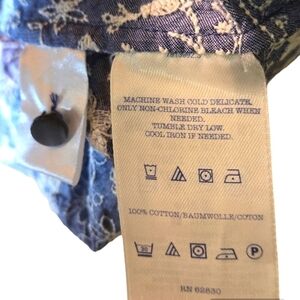 MACHINE WASH COLD DELICATE.
ONLY NON-CHLORINE BLEACH WHEN
NEEDED.
TUMBLE DRY LOW.
COOL IRON IF NEEDED.
100% COTTON/BAUMWOLLE/COTON
P
RN 62830